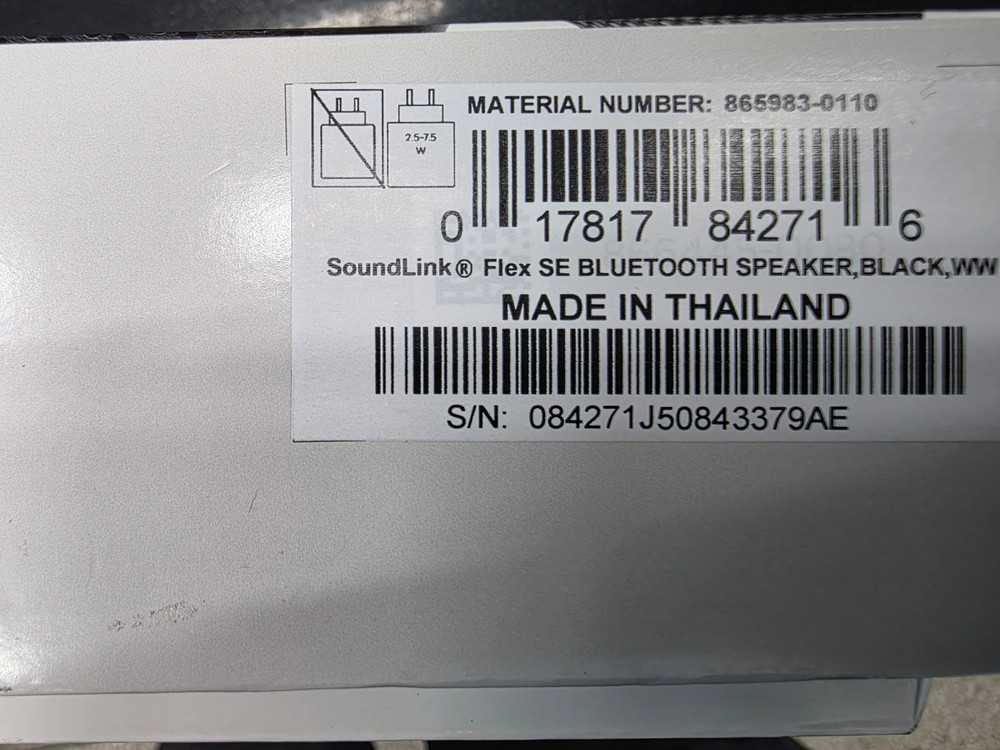 MATERIAL NUMBER: 865983-0110
2.5-7.5
W
0 17817 84271 6
SoundLink® Flex SE BLUETOOTH SPEAKER,BLACK,WW
MADE IN THAILAND
S/N: 084271J50843379AE